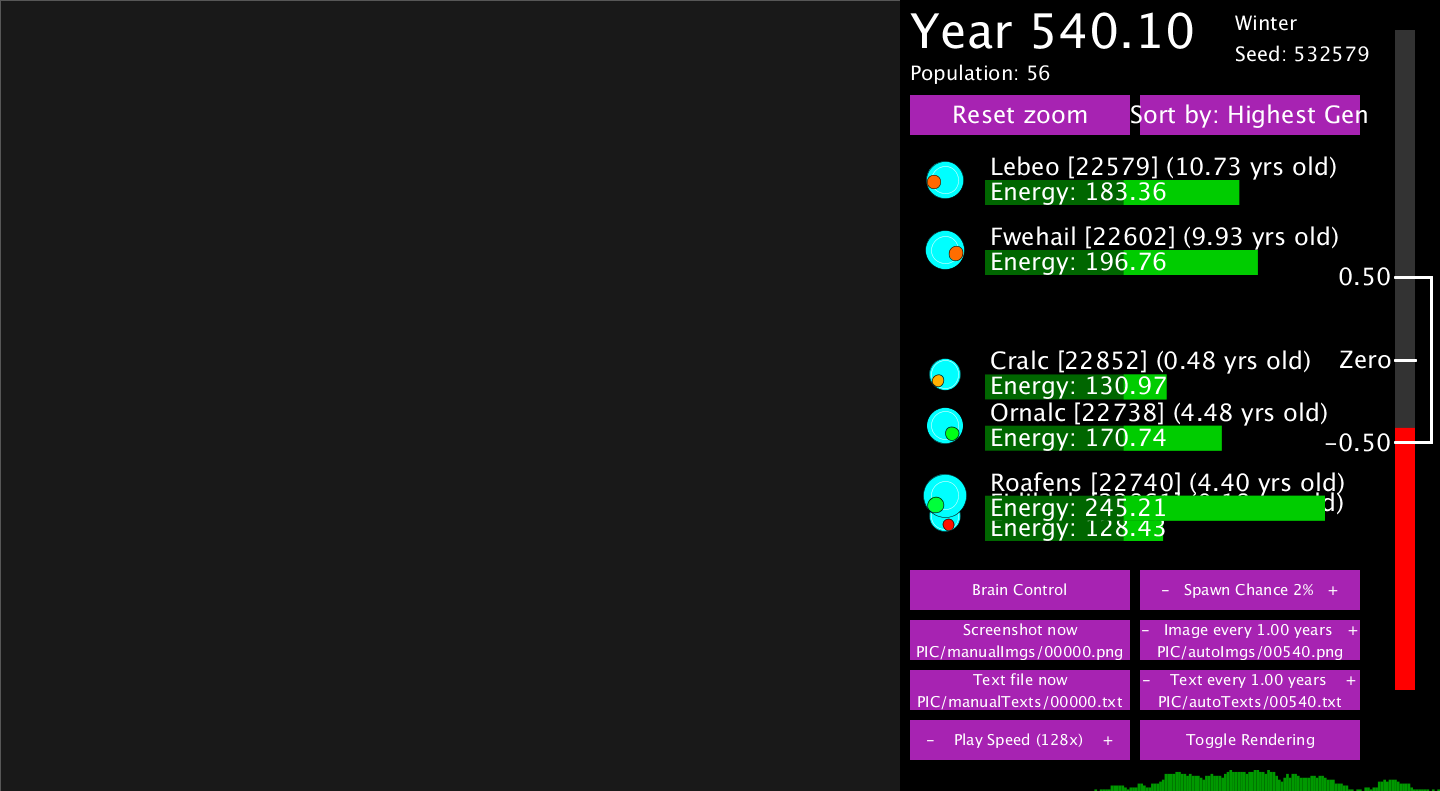 Year 540.10
Winter
Seed: 532579
Population: 56
Reset zoom
Sort by: Highest Gen
Lebeo [22579] (10.73 yrs old)
Energy: 183.36
Fwehail [22602] (9.93 yrs old)
Energy: 196.76
0.50
Cralc [22852] (0.48 yrs old)
Zero
Energy: 130.97
Ornalc [22738] (4.48 yrs old)
Energy: 170.74
-0.50
Roafens [22740] (4.40 yrs old)
Energy: 245.21
Energy: 128.43
Brain Control
- Spawn Chance 2% +
Screenshot now
PIC/manualImgs/00000.png
- Image every 1.00 years +
PIC/autoImgs/00540.png
Text file now
PIC/manualTexts/00000.txt
- Text every 1.00 years +
PIC/autoTexts/00540.txt
- Play Speed (128x) +
Toggle Rendering